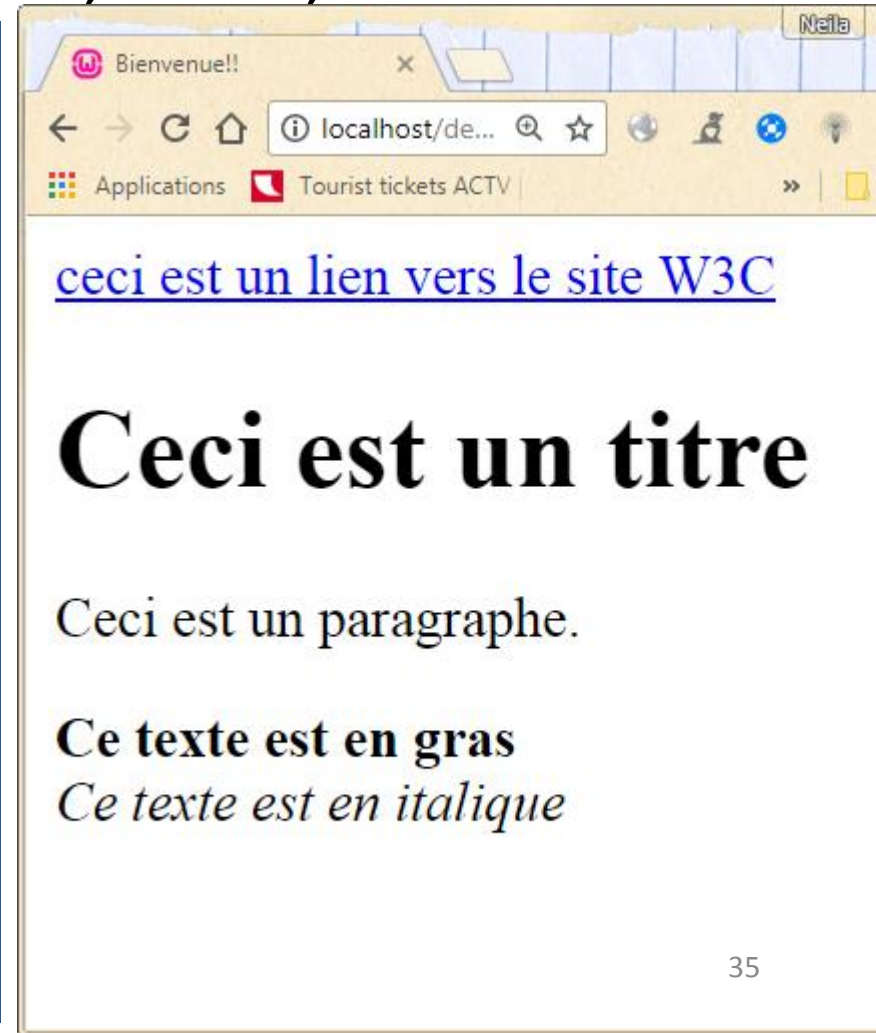 Neila
Bienvenue!!
localhost/de...
Applications Tourist tickets ACTV »
ceci est un lien vers le site W3C
Ceci est un titre
Ceci est un paragraphe.
Ce texte est en gras
Ce texte est en italique
35